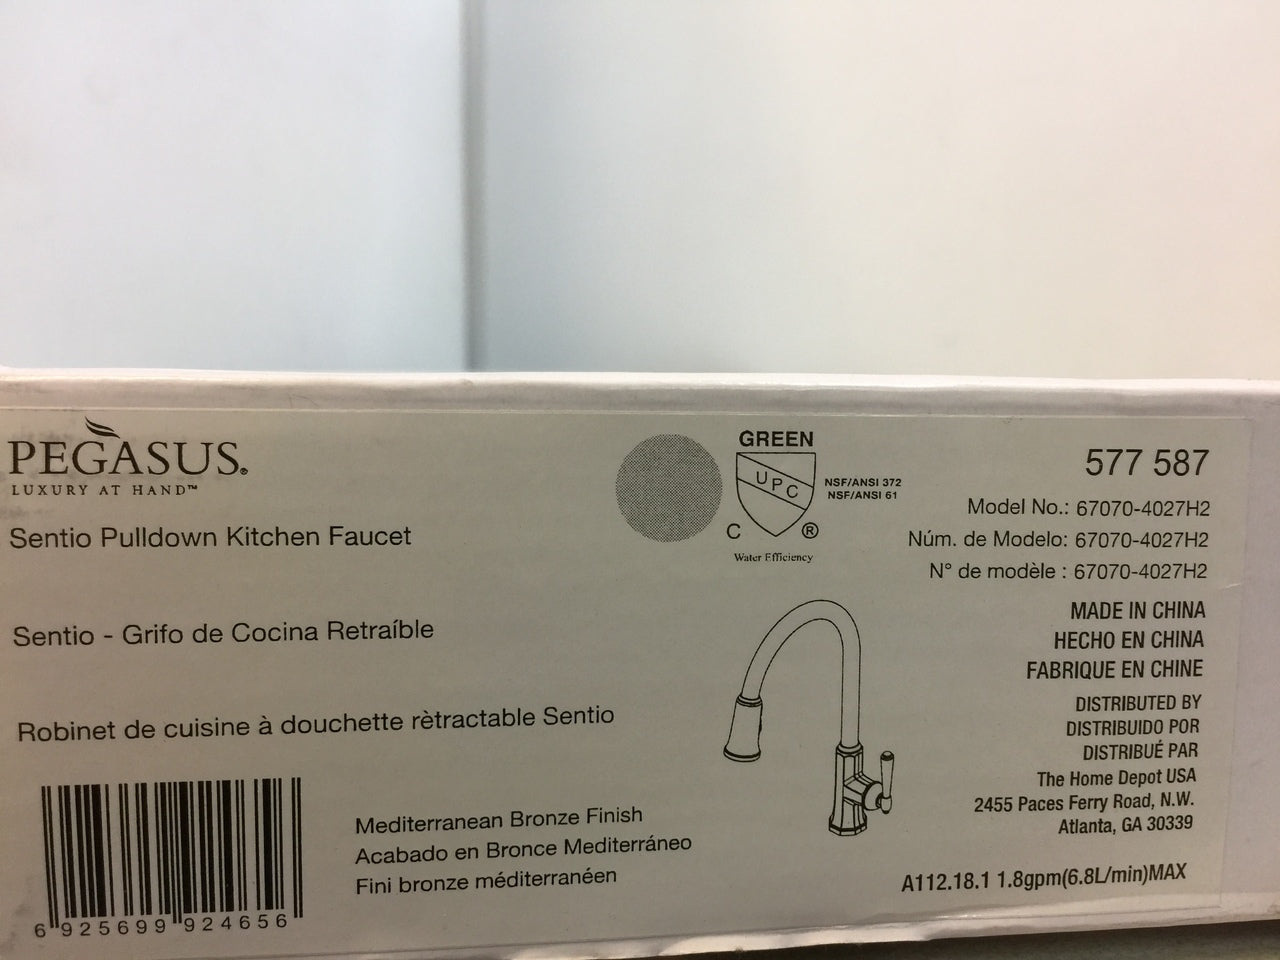 PEGASUS®
LUXURY AT HAND™
Sentio Pulldown Kitchen Faucet
Sentio - Grifo de Cocina Retraíble
Robinet de cuisine à douchette rètractable Sentio
6 925699 924656
Mediterranean Bronze Finish
Acabado en Bronce Mediterráneo
Fini bronze méditerranéen
GREEN
UPC
C ®
Water Efficiency
NSF/ANSI 372
NSF/ANSI 61
577 587
Model No.: 67070-4027H2
Núm. de Modelo: 67070-4027H2
N° de modèle : 67070-4027H2
MADE IN CHINA
HECHO EN CHINA
FABRIQUE EN CHINE
DISTRIBUTED BY
DISTRIBUIDO POR
DISTRIBUÉ PAR
The Home Depot USA
2455 Paces Ferry Road, N.W.
Atlanta, GA 30339
A112.18.1 1.8gpm(6.8L/min)MAX